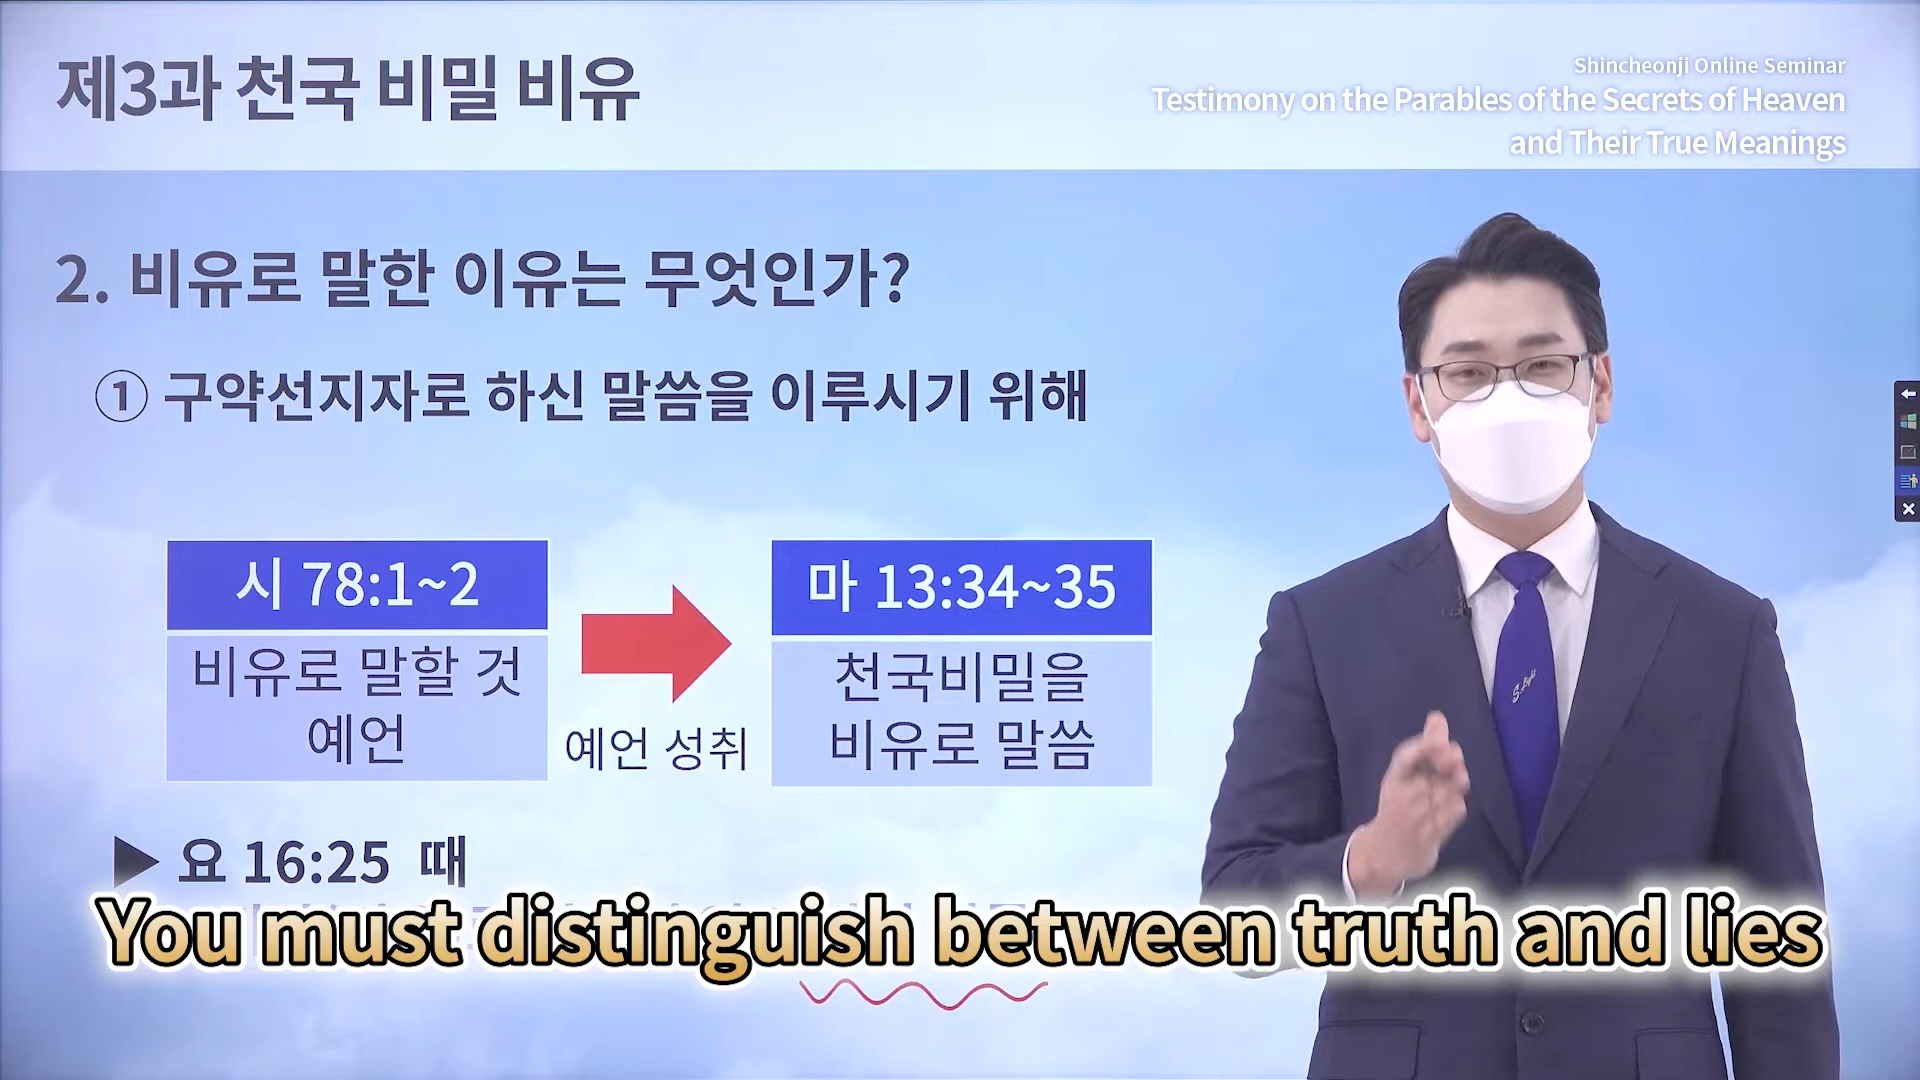 제3과 천국 비밀 비유
Shincheonji Online Seminar
Testimony on the Parables of the Secrets of Heaven
and Their True Meanings
2. 비유로 말한 이유는 무엇인가?
① 구약선지자로 하신 말씀을 이루시기 위해
시 78:1~2
비유로 말할 것
예언
예언 성취
마 13:34~35
천국비밀을
비유로 말씀
▶ 요 16:25 때
You must distinguish between truth and lies
S.light